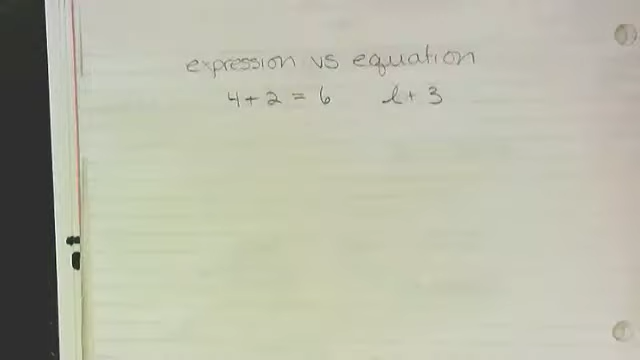 expression vs equation
4 + 2 = 6 l + 3